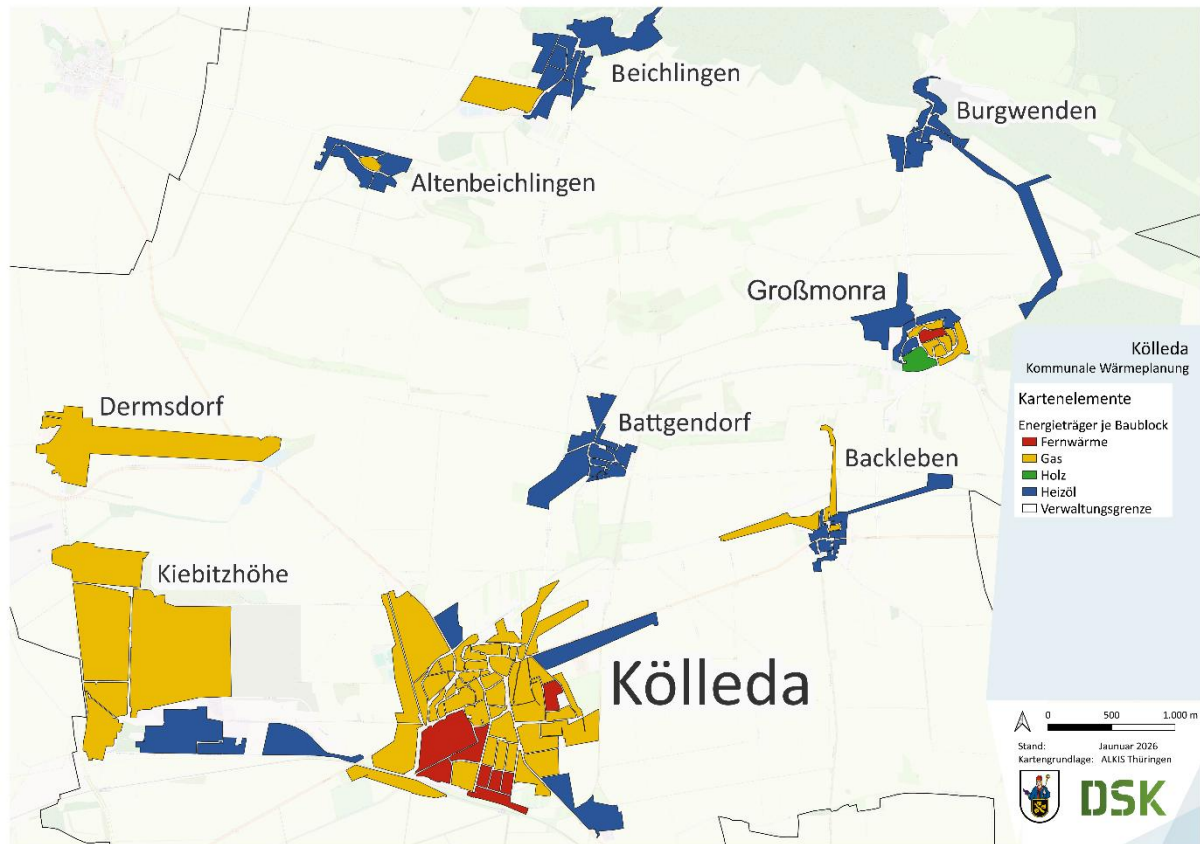 Beichlingen
Burgwenden
Altenbeichlingen
Großmonra
Dermsdorf
Battgendorf
Backleben
Kiebitzhöhe
Kölleda
Kölleda
Kommunale Wärmeplanung
Kartenelemente
Energieträger je Baublock
Fernwärme
Gas
Holz
Heizöl
Verwaltungsgrenze
0 500 1.000 m
Stand: Jaunuar 2026
Kartengrundlage: ALKIS Thüringen
DSK